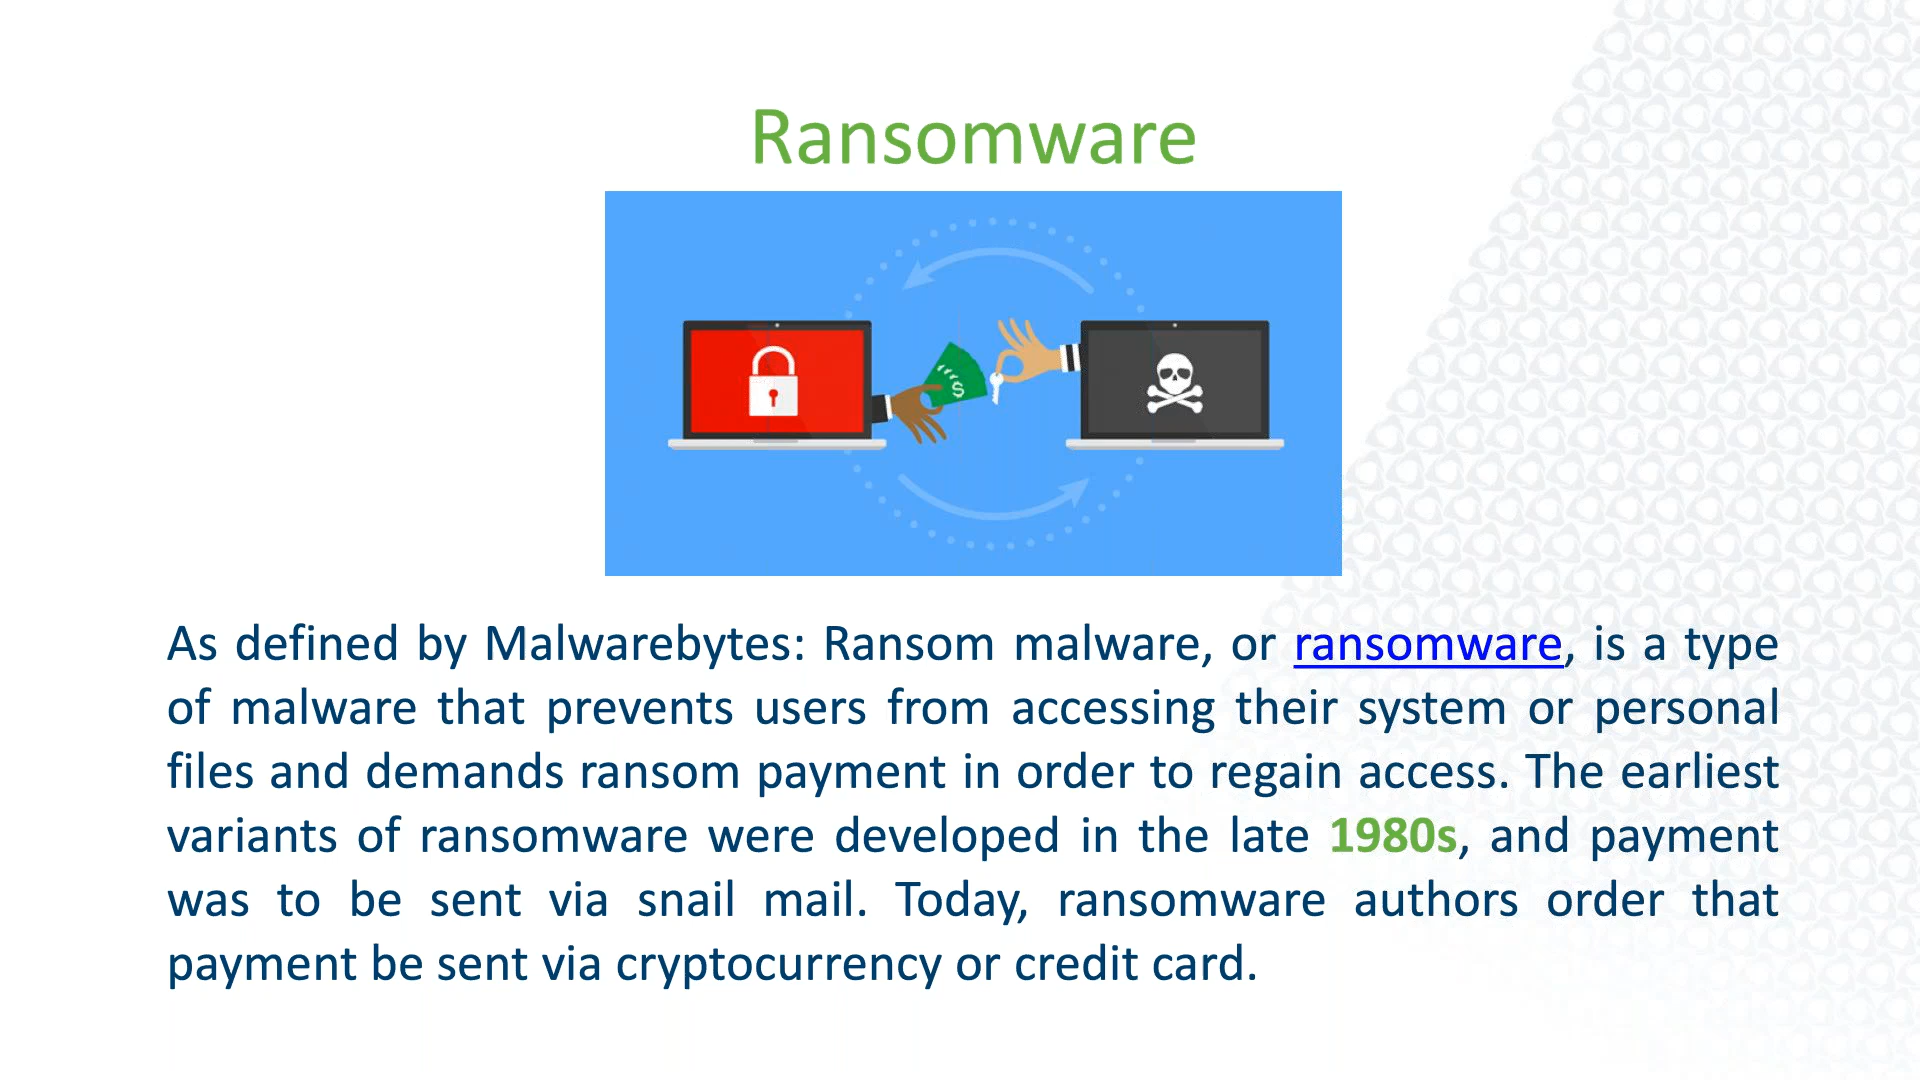 Ransomware
$
As defined by Malwarebytes: Ransom malware, or ransomware, is a type
of malware that prevents users from accessing their system or personal
files and demands ransom payment in order to regain access. The earliest
variants of ransomware were developed in the late 1980s, and payment
was to be sent via snail mail. Today, ransomware authors order that
payment be sent via cryptocurrency or credit card.